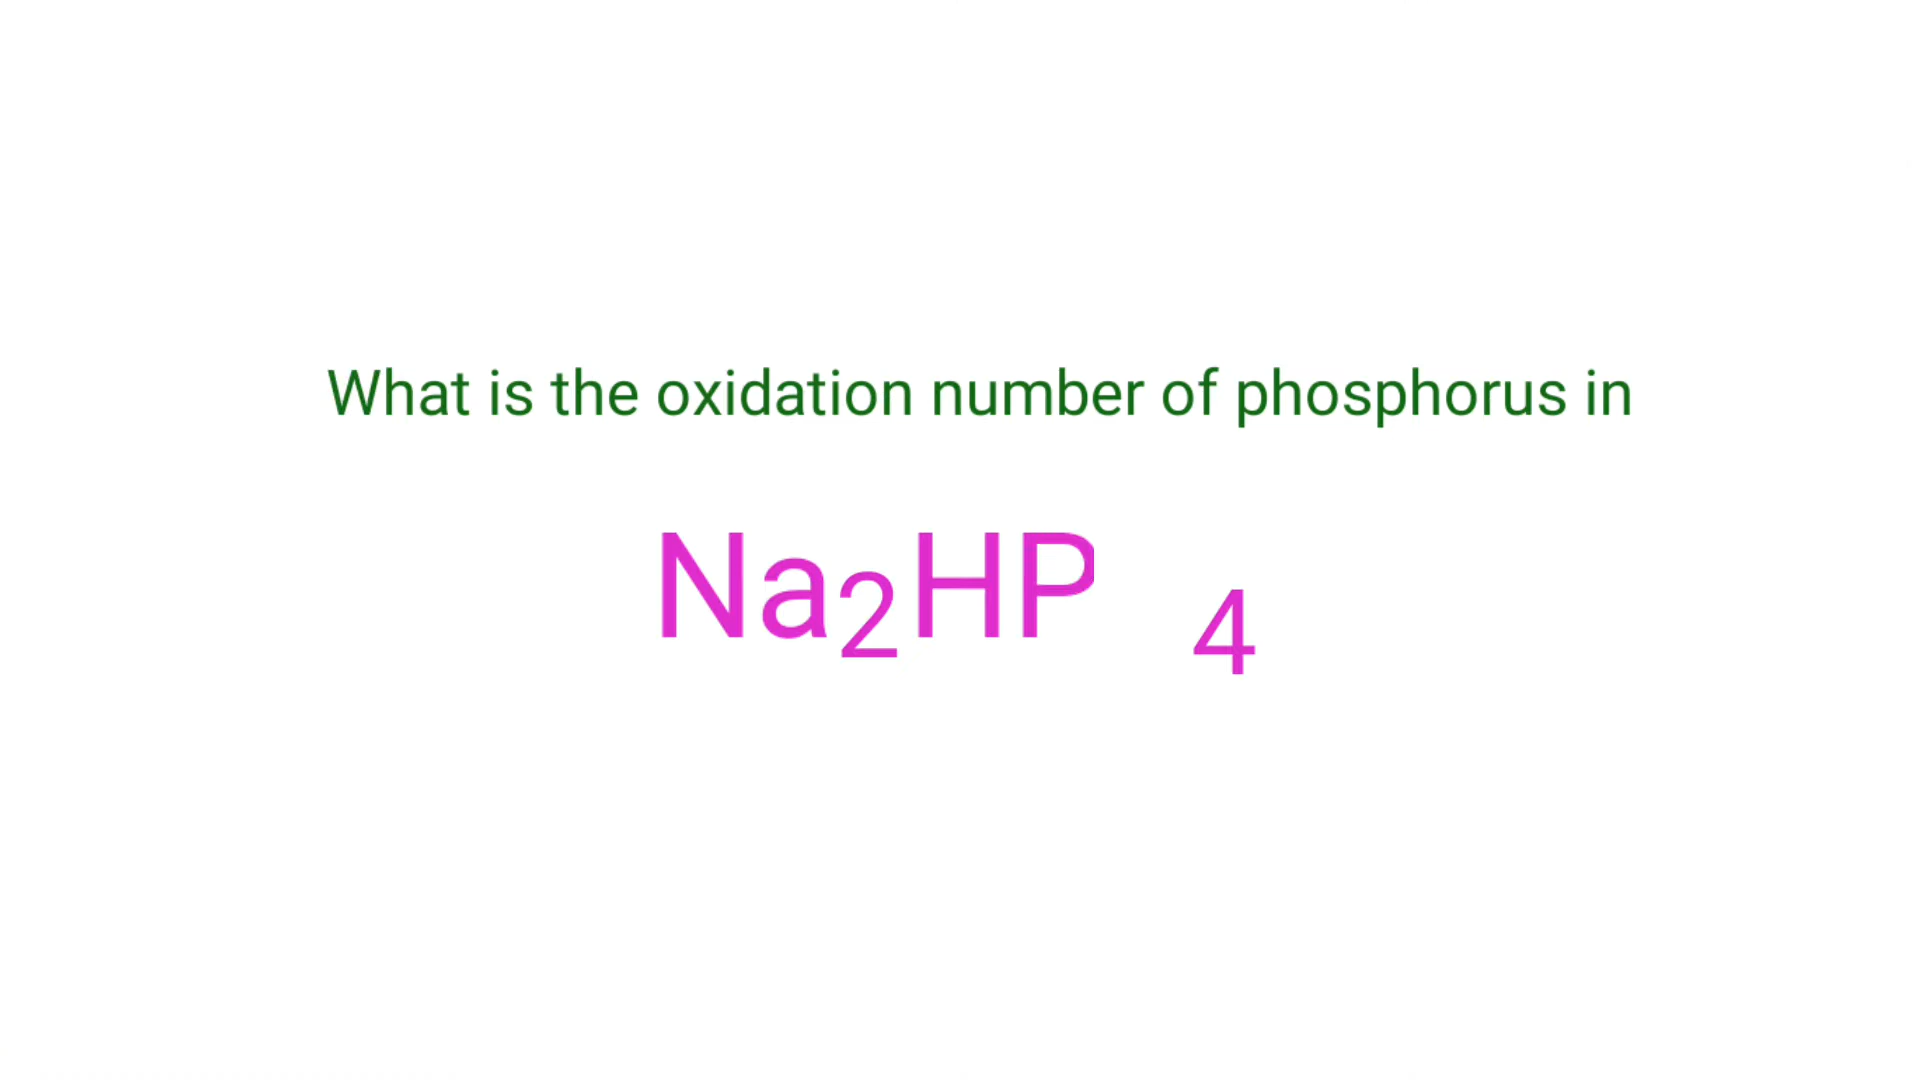 What is the oxidation number of phosphorus in
Na₂HP ₄